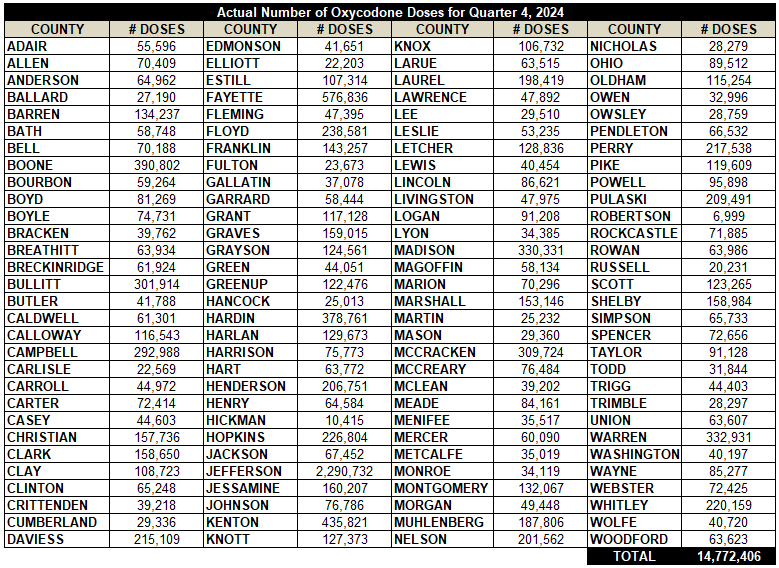 Actual Number of Oxycodone Doses for Quarter 4, 2024
COUNTY # DOSES COUNTY # DOSES COUNTY # DOSES COUNTY # DOSES
ADAIR 55,596 EDMONSON 41,651 KNOX 106,732 NICHOLAS 28,279
ALLEN 70,409 ELLIOTT 22,203 LARUE 63,515 OHIO 89,512
ANDERSON 64,962 ESTILL 107,314 LAUREL 198,419 OLDHAM 115,254
BALLARD 27,190 FAYETTE 576,836 LAWRENCE 47,892 OWEN 32,996
BARREN 134,237 FLEMING 47,395 LEE 29,510 OWSLEY 28,759
BATH 58,748 FLOYD 238,581 LESLIE 53,235 PENDLETON 66,532
BELL 70,188 FRANKLIN 143,257 LETCHER 128,836 PERRY 217,538
BOONE 390,802 FULTON 23,673 LEWIS 40,454 PIKE 119,609
BOURBON 59,264 GALLATIN 37,078 LINCOLN 86,621 POWELL 95,898
BOYD 81,269 GARRARD 58,444 LIVINGSTON 47,975 PULASKI 209,491
BOYLE 74,731 GRANT 117,128 LOGAN 91,208 ROBERTSON 6,999
BRACKEN 39,762 GRAVES 159,015 LYON 34,385 ROCKCASTLE 71,885
BREATHITT 63,934 GRAYSON 124,561 MADISON 330,331 ROWAN 63,986
BRECKINRIDGE 61,924 GREEN 44,051 MAGOFFIN 58,134 RUSSELL 20,231
BULLITT 301,914 GREENUP 122,476 MARION 70,296 SCOTT 123,265
BUTLER 41,788 HANCOCK 25,013 MARSHALL 153,146 SHELBY 158,984
CALDWELL 61,301 HARDIN 378,761 MARTIN 25,232 SIMPSON 65,733
CALLOWAY 116,543 HARLAN 129,673 MASON 29,360 SPENCER 72,656
CAMPBELL 292,988 HARRISON 75,773 MCCRACKEN 309,724 TAYLOR 91,128
CARLISLE 22,569 HART 63,772 MCCREARY 76,484 TODD 31,844
CARROLL 44,972 HENDERSON 206,751 MCLEAN 39,202 TRIGG 44,403
CARTER 72,414 HENRY 64,584 MEADE 84,161 TRIMBLE 28,297
CASEY 44,603 HICKMAN 10,415 MENIFEE 35,517 UNION 63,607
CHRISTIAN 157,736 HOPKINS 226,804 MERCER 60,090 WARREN 332,931
CLARK 158,650 JACKSON 67,452 METCALFE 35,019 WASHINGTON 40,197
CLAY 108,723 JEFFERSON 2,290,732 MONROE 34,119 WAYNE 85,277
CLINTON 65,248 JESSAMINE 160,207 MONTGOMERY 132,067 WEBSTER 72,425
CRITTENDEN 39,218 JOHNSON 76,786 MORGAN 49,448 WHITLEY 220,159
CUMBERLAND 29,336 KENTON 435,821 MUHLENBERG 187,806 WOLFE 40,720
DAVIESS 215,109 KNOTT 127,373 NELSON 201,562 WOODFORD 63,623
TOTAL 14,772,406